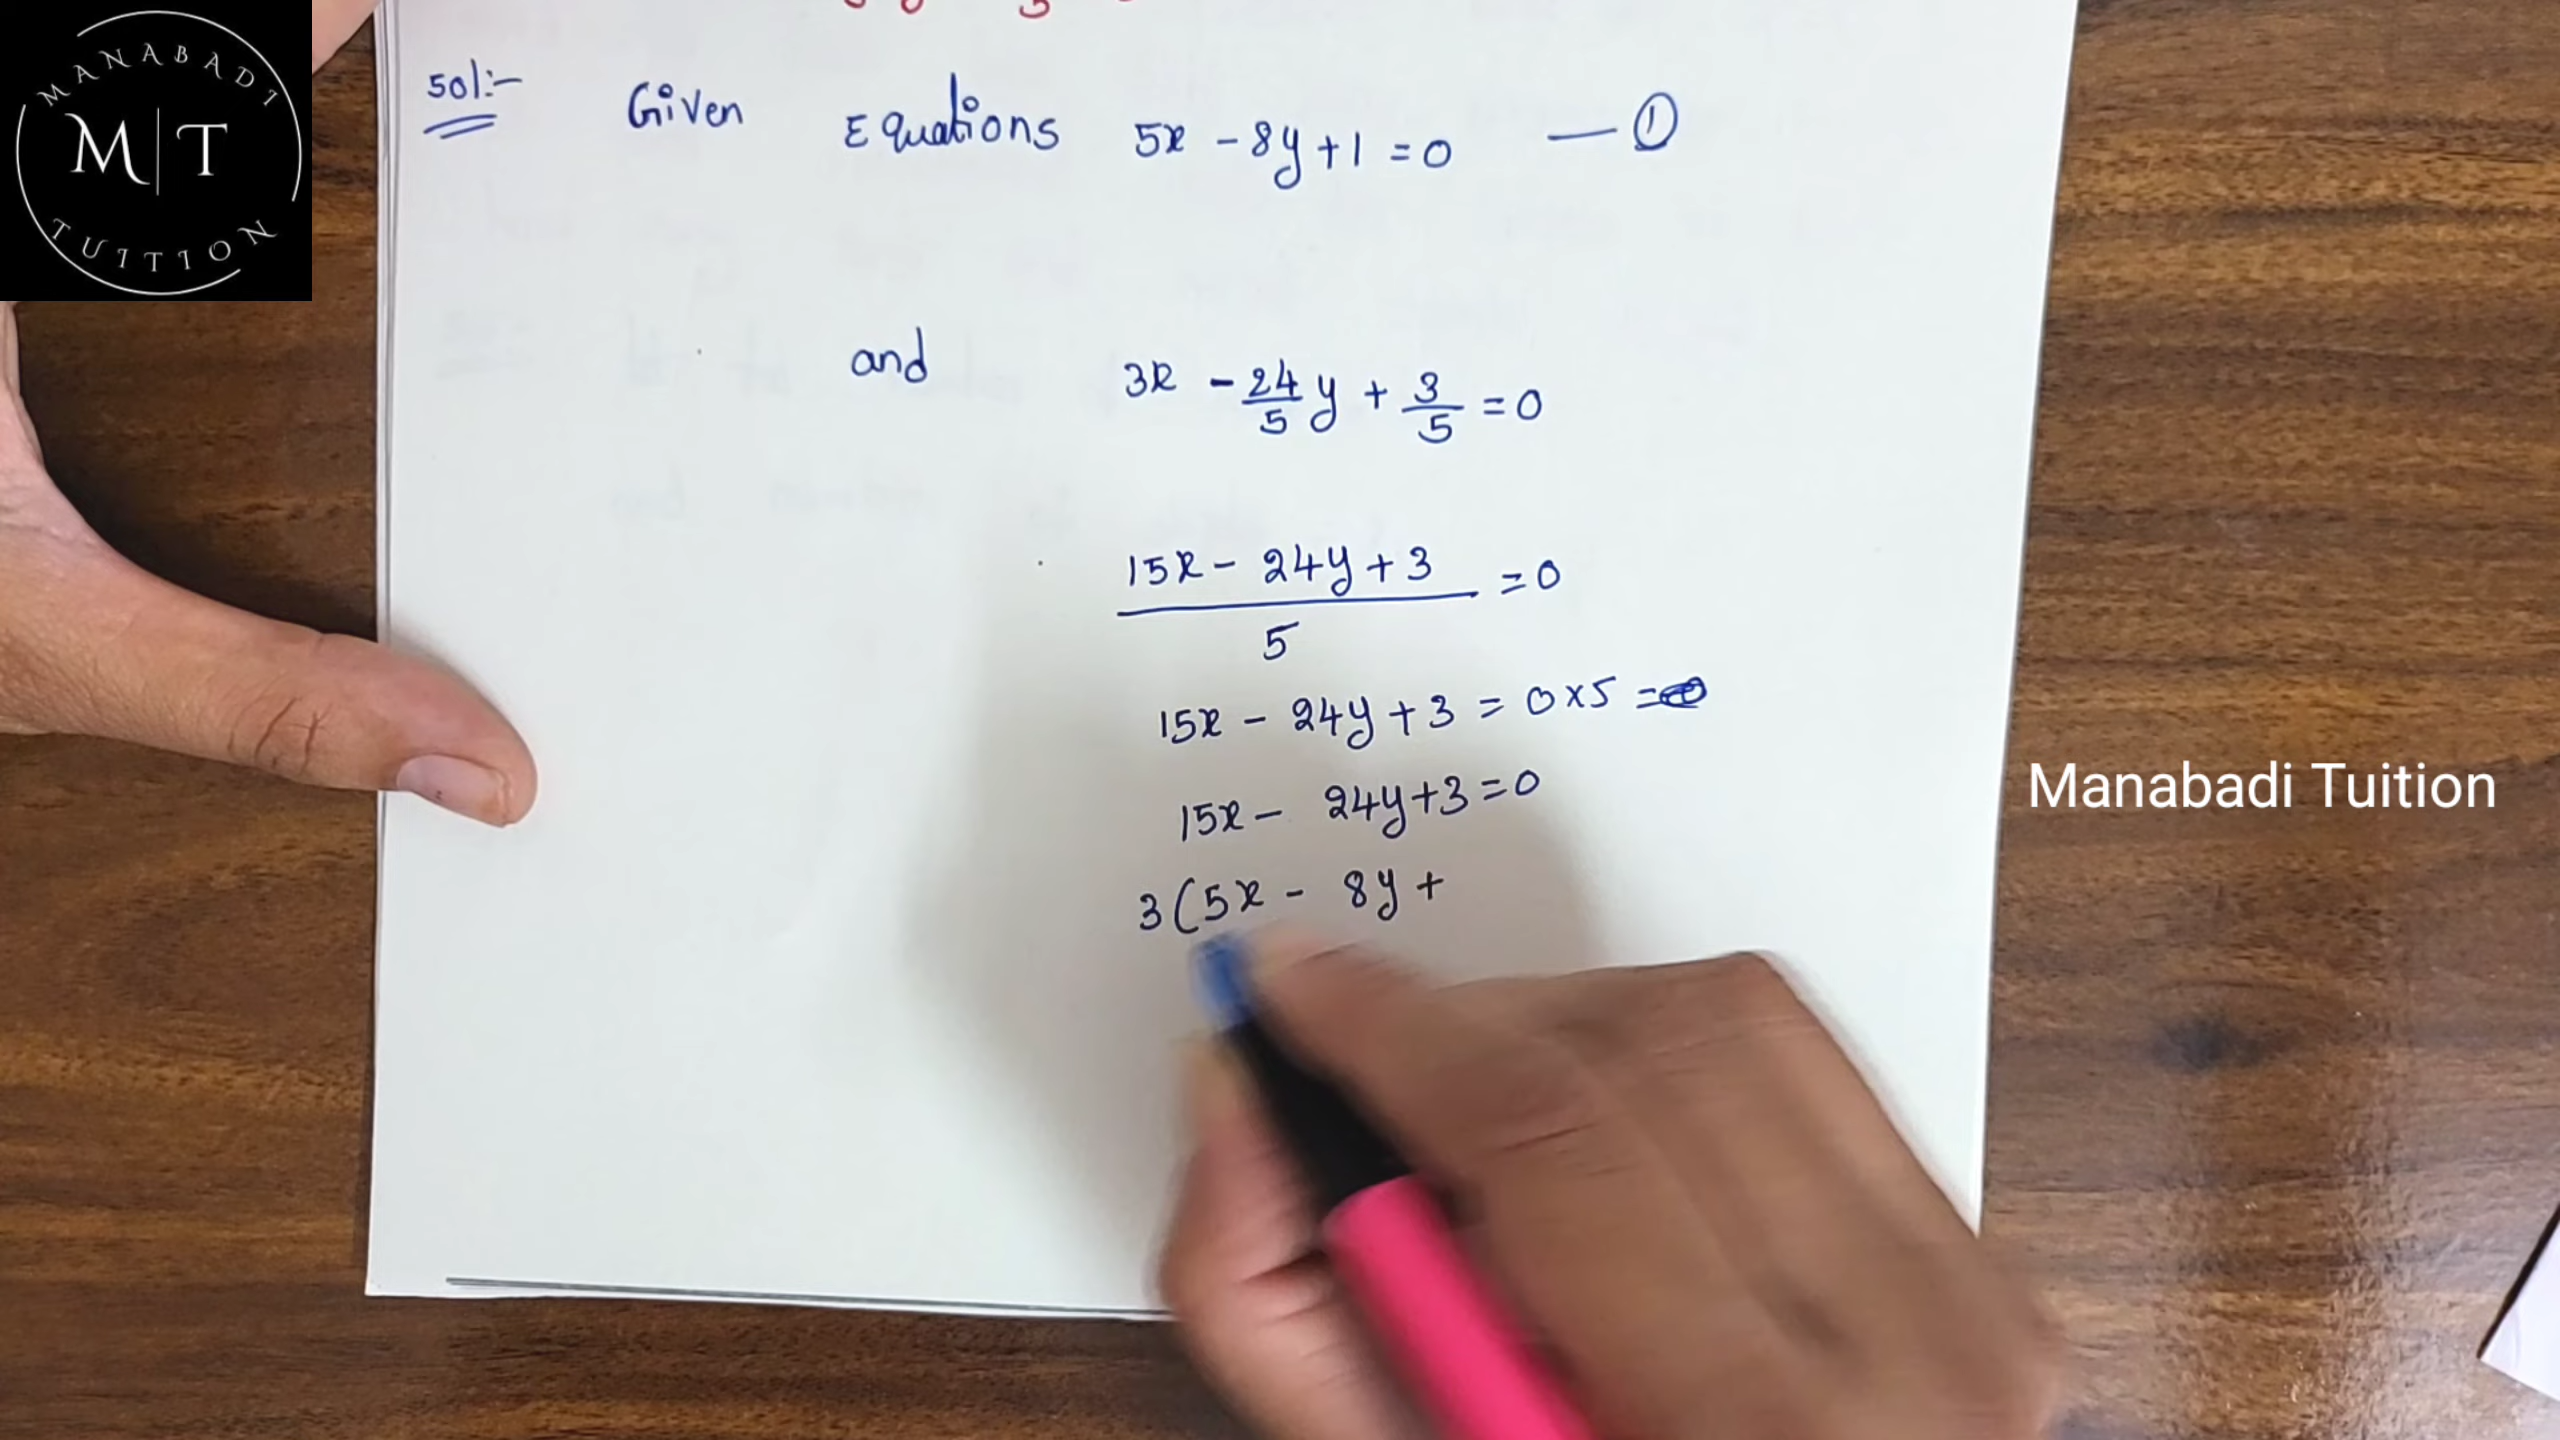 MANABADI
M|T
TUITION
Sol:-
Given Equations 5x - 8y + 1 = 0 — ①
and 3x - 24/5 y + 3/5 = 0
15x - 24y + 3 / 5 = 0
15x - 24y + 3 = 0 x 5 =
15x - 24y + 3 = 0
3 ( 5x - 8y +
Manabadi Tuition